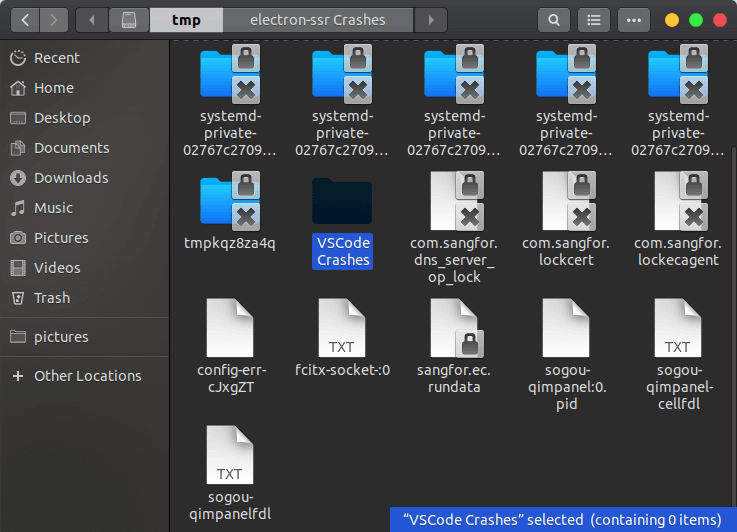 tmp
electron-ssr Crashes
Recent
Home
Desktop
Documents
Downloads
Music
Pictures
Videos
Trash
pictures
Other Locations
systemd-
private-
02767c2709...
systemd-
private-
02767c2709...
systemd-
private-
02767c2709...
systemd-
private-
02767c2709...
systemd-
private-
02767c2709...
tmpkqz8za4q
VSCode
Crashes
com.sangfor.
dns_server_
op_lock
com.sangfor.
lockcert
com.sangfor.
lockecagent
config-err-
cJxgZT
TXT
fcitx-socket-:0
sangfor.ec.
rundata
sogou-
qimpanel:0.
pid
TXT
sogou-
qimpanel-
cellfdl
TXT
sogou-
qimpanelfdl
“VSCode Crashes” selected (containing 0 items)